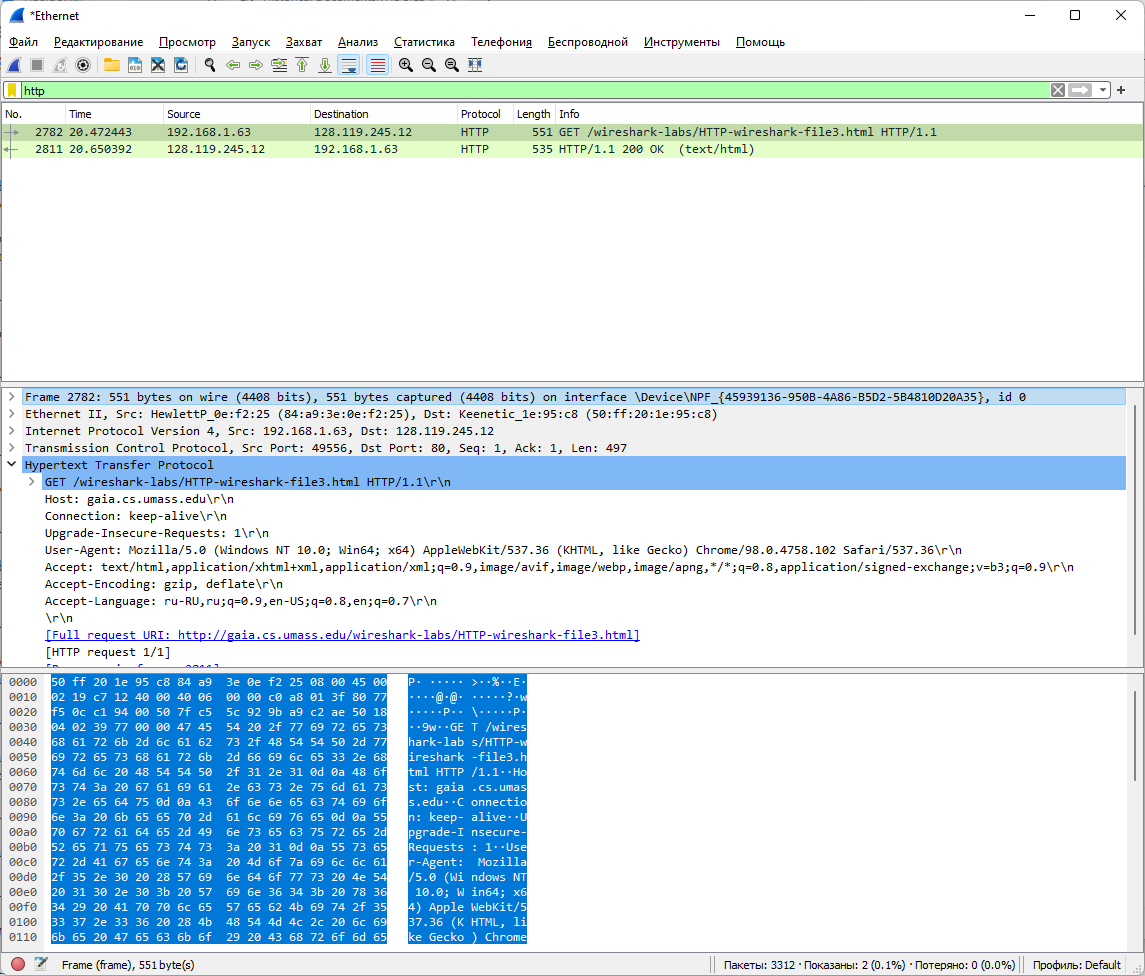 *Ethernet
Файл Редактирование Просмотр Запуск Захват Анализ Статистика Телефония Беспроводной Инструменты Помощь
http
No. Time Source Destination Protocol Length Info
2782 20.472443 192.168.1.63 128.119.245.12 HTTP 551 GET /wireshark-labs/HTTP-wireshark-file3.html HTTP/1.1
2811 20.650392 128.119.245.12 192.168.1.63 HTTP 535 HTTP/1.1 200 OK (text/html)
Frame 2782: 551 bytes on wire (4408 bits), 551 bytes captured (4408 bits) on interface \Device\NPF_{45939136-950B-4A86-B5D2-5B4810D20A35}, id 0
Ethernet II, Src: HewlettP_0e:f2:25 (84:a9:3e:0e:f2:25), Dst: Keenetic_1e:95:c8 (50:ff:20:1e:95:c8)
Internet Protocol Version 4, Src: 192.168.1.63, Dst: 128.119.245.12
Transmission Control Protocol, Src Port: 49556, Dst Port: 80, Seq: 1, Ack: 1, Len: 497
Hypertext Transfer Protocol
GET /wireshark-labs/HTTP-wireshark-file3.html HTTP/1.1\r\n
Host: gaia.cs.umass.edu\r\n
Connection: keep-alive\r\n
Upgrade-Insecure-Requests: 1\r\n
User-Agent: Mozilla/5.0 (Windows NT 10.0; Win64; x64) AppleWebKit/537.36 (KHTML, like Gecko) Chrome/98.0.4758.102 Safari/537.36\r\n
Accept: text/html,application/xhtml+xml,application/xml;q=0.9,image/avif,image/webp,image/apng,*/*;q=0.8,application/signed-exchange;v=b3;q=0.9\r\n
Accept-Encoding: gzip, deflate\r\n
Accept-Language: ru-RU,ru;q=0.9,en-US;q=0.8,en;q=0.7\r\n
\r\n
[Full request URI: http://gaia.cs.umass.edu/wireshark-labs/HTTP-wireshark-file3.html]
[HTTP request 1/1]
0000 50 ff 20 1e 95 c8 84 a9 3e 0e f2 25 08 00 45 00 P· ····· >··%··E·
0010 02 19 c7 12 40 00 40 06 00 00 c0 a8 01 3f 80 77 ····@·@· ·····?·w
0020 f5 0c c1 94 00 50 7f c5 5c 92 9b a9 c2 ae 50 18 ·····P·· \·····P·
0030 04 02 39 77 00 00 47 45 54 20 2f 77 69 72 65 73 ··9w··GE T /wires
0040 68 61 72 6b 2d 6c 61 62 73 2f 48 54 54 50 2d 77 hark-lab s/HTTP-w
0050 69 72 65 73 68 61 72 6b 2d 66 69 6c 65 33 2e 68 ireshark -file3.h
0060 74 6d 6c 20 48 54 54 50 2f 31 2e 31 0d 0a 48 6f tml HTTP /1.1··Ho
0070 73 74 3a 20 67 61 69 61 2e 63 73 2e 75 6d 61 73 st: gaia .cs.umas
0080 73 2e 65 64 75 0d 0a 43 6f 6e 6e 65 63 74 69 6f s.edu··C onnectio
0090 6e 3a 20 6b 65 65 70 2d 61 6c 69 76 65 0d 0a 55 n: keep- alive··U
00a0 70 67 72 61 64 65 2d 49 6e 73 65 63 75 72 65 2d pgrade-I nsecure-
00b0 52 65 71 75 65 73 74 73 3a 20 31 0d 0a 55 73 65 Requests : 1··Use
00c0 72 2d 41 67 65 6e 74 3a 20 4d 6f 7a 69 6c 6c 61 r-Agent: Mozilla
00d0 2f 35 2e 30 20 28 57 69 6e 64 6f 77 73 20 4e 54 /5.0 (Wi ndows NT
00e0 20 31 30 2e 30 3b 20 57 69 6e 36 34 3b 20 78 36 10.0; W in64; x6
00f0 34 29 20 41 70 70 6c 65 57 65 62 4b 69 74 2f 35 4) Apple WebKit/5
0100 33 37 2e 33 36 20 28 4b 48 54 4d 4c 2c 20 6c 69 37.36 (K HTML, li
0110 6b 65 20 47 65 63 6b 6f 29 20 43 68 72 6f 6d 65 ke Gecko ) Chrome
Frame (frame), 551 byte(s) Пакеты: 3312 · Показаны: 2 (0.1%) · Потеряно: 0 (0.0%) Профиль: Default